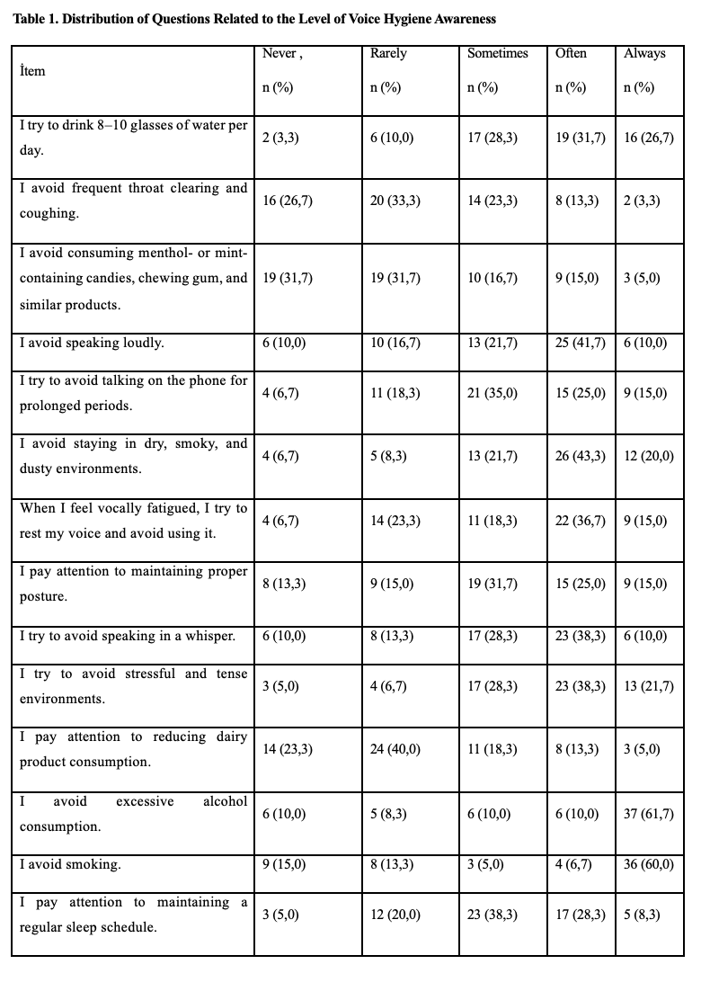 Table 1. Distribution of Questions Related to the Level of Voice Hygiene Awareness
İtem
Never ,
n (%)
Rarely
n (%)
Sometimes
n (%)
Often
n (%)
Always
n (%)
I try to drink 8–10 glasses of water per
day.
2 (3,3)
6 (10,0)
17 (28,3)
19 (31,7)
16 (26,7)
I avoid frequent throat clearing and
coughing.
16 (26,7)
20 (33,3)
14 (23,3)
8 (13,3)
2 (3,3)
I avoid consuming menthol- or mint-
containing candies, chewing gum, and
similar products.
19 (31,7)
19 (31,7)
10 (16,7)
9 (15,0)
3 (5,0)
I avoid speaking loudly.
6 (10,0)
10 (16,7)
13 (21,7)
25 (41,7)
6 (10,0)
I try to avoid talking on the phone for
prolonged periods.
4 (6,7)
11 (18,3)
21 (35,0)
15 (25,0)
9 (15,0)
I avoid staying in dry, smoky, and
dusty environments.
4 (6,7)
5 (8,3)
13 (21,7)
26 (43,3)
12 (20,0)
When I feel vocally fatigued, I try to
rest my voice and avoid using it.
4 (6,7)
14 (23,3)
11 (18,3)
22 (36,7)
9 (15,0)
I pay attention to maintaining proper
posture.
8 (13,3)
9 (15,0)
19 (31,7)
15 (25,0)
9 (15,0)
I try to avoid speaking in a whisper.
6 (10,0)
8 (13,3)
17 (28,3)
23 (38,3)
6 (10,0)
I try to avoid stressful and tense
environments.
3 (5,0)
4 (6,7)
17 (28,3)
23 (38,3)
13 (21,7)
I pay attention to reducing dairy
product consumption.
14 (23,3)
24 (40,0)
11 (18,3)
8 (13,3)
3 (5,0)
I avoid excessive alcohol
consumption.
6 (10,0)
5 (8,3)
6 (10,0)
6 (10,0)
37 (61,7)
I avoid smoking.
9 (15,0)
8 (13,3)
3 (5,0)
4 (6,7)
36 (60,0)
I pay attention to maintaining a
regular sleep schedule.
3 (5,0)
12 (20,0)
23 (38,3)
17 (28,3)
5 (8,3)